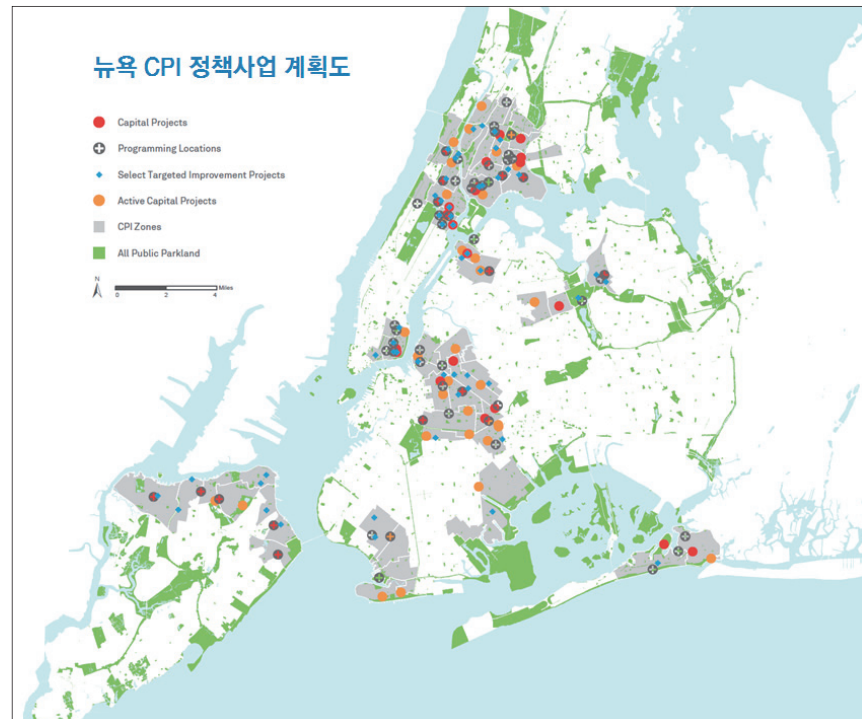 뉴욕 CPI 정책사업 계획도
Capital Projects
Programming Locations
Select Targeted Improvement Projects
Active Capital Projects
CPI Zones
All Public Parkland
N
0 2 4 Miles